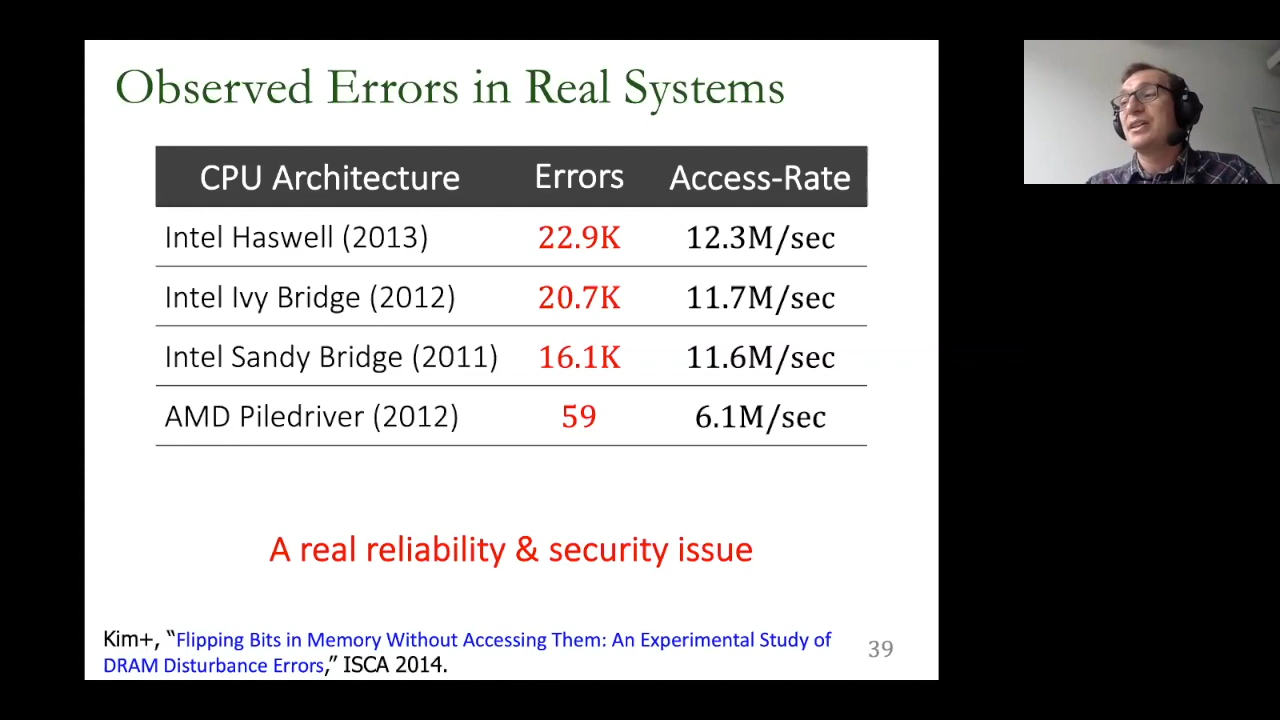 Observed Errors in Real Systems
CPU Architecture Errors Access-Rate
Intel Haswell (2013) 22.9K 12.3M/sec
Intel Ivy Bridge (2012) 20.7K 11.7M/sec
Intel Sandy Bridge (2011) 16.1K 11.6M/sec
AMD Piledriver (2012) 59 6.1M/sec
A real reliability & security issue
Kim+, “Flipping Bits in Memory Without Accessing Them: An Experimental Study of
DRAM Disturbance Errors,” ISCA 2014.
39